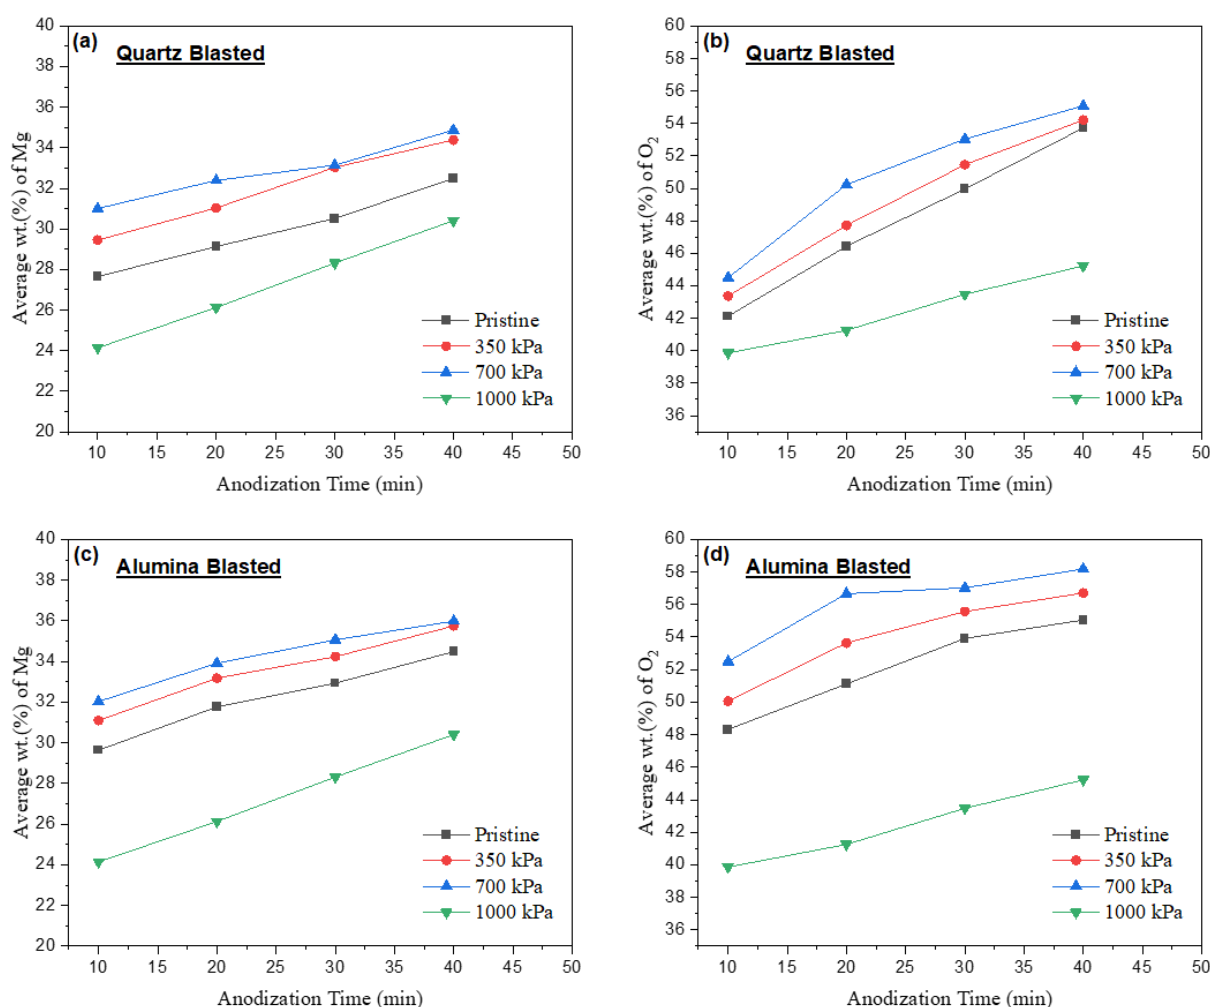 (a)
Quartz Blasted
Average wt.(%) of Mg
40
38
36
34
32
30
28
26
24
22
20
10 15 20 25 30 35 40 45 50
Anodization Time (min)
Pristine
350 kPa
700 kPa
1000 kPa
(b)
Quartz Blasted
Average wt.(%) of O2
60
58
56
54
52
50
48
46
44
42
40
38
36
10 15 20 25 30 35 40 45 50
Anodization Time (min)
Pristine
350 kPa
700 kPa
1000 kPa
(c)
Alumina Blasted
Average wt.(%) of Mg
40
38
36
34
32
30
28
26
24
22
20
10 15 20 25 30 35 40 45 50
Anodization Time (min)
Pristine
350 kPa
700 kPa
1000 kPa
(d)
Alumina Blasted
Average wt.(%) of O2
60
58
56
54
52
50
48
46
44
42
40
38
36
10 15 20 25 30 35 40 45 50
Anodization Time (min)
Pristine
350 kPa
700 kPa
1000 kPa